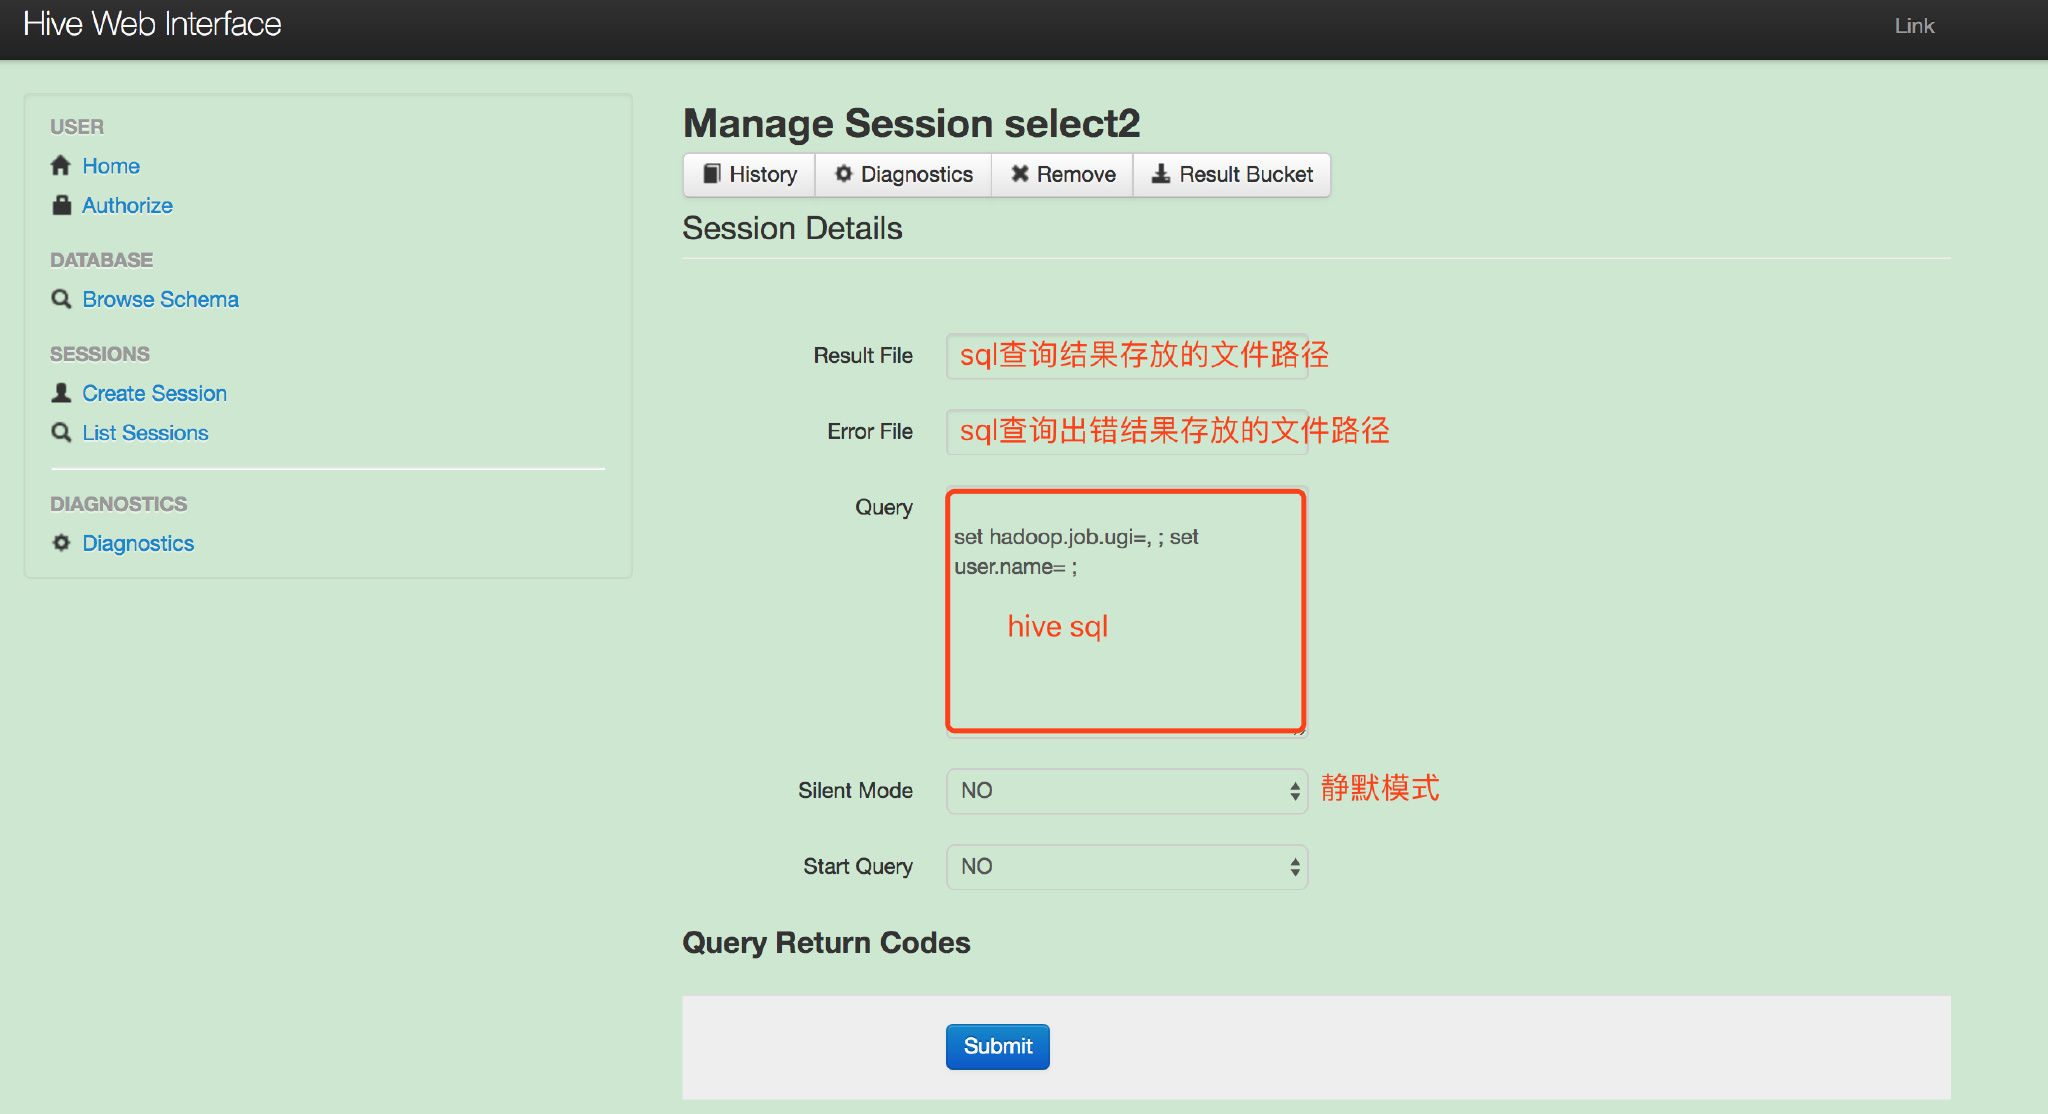 Hive Web Interface
Link
USER
Home
Authorize
DATABASE
Browse Schema
SESSIONS
Create Session
List Sessions
DIAGNOSTICS
Diagnostics
Manage Session select2
History Diagnostics Remove Result Bucket
Session Details
Result File sql查询结果存放的文件路径
Error File sql查询出错结果存放的文件路径
Query
set hadoop.job.ugi=, ; set
user.name= ;
hive sql
Silent Mode NO 静默模式
Start Query NO
Query Return Codes
Submit